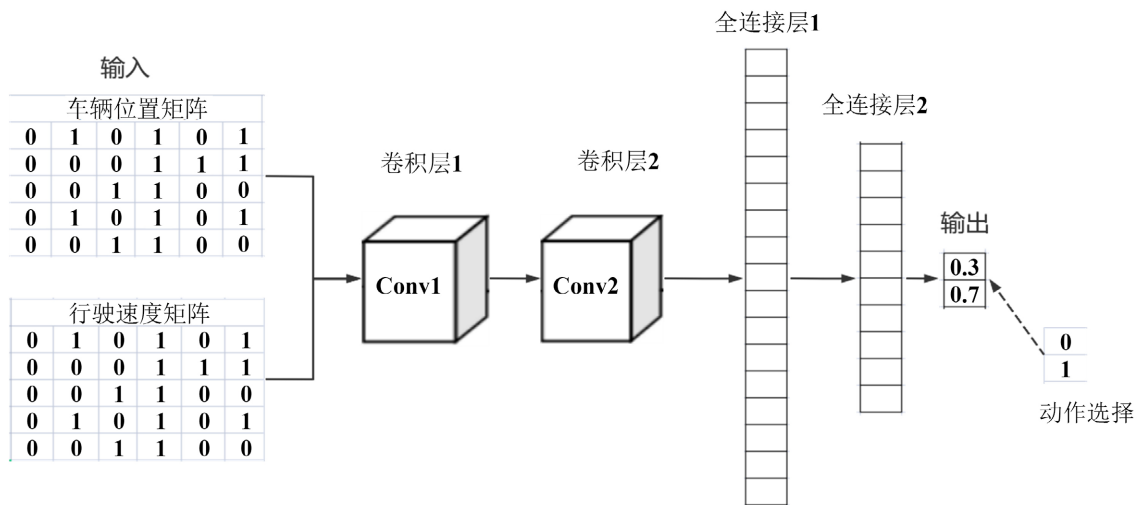 输入
车辆位置矩阵
0 1 0 1 0 1
0 0 0 1 1 1
0 0 1 1 0 0
0 1 0 1 0 1
0 0 1 1 0 0
行驶速度矩阵
0 1 0 1 0 1
0 0 0 1 1 1
0 0 1 1 0 0
0 1 0 1 0 1
0 0 1 1 0 0
卷积层1
Conv1
卷积层2
Conv2
全连接层1
全连接层2
输出
0.3
0.7
0
1
动作选择